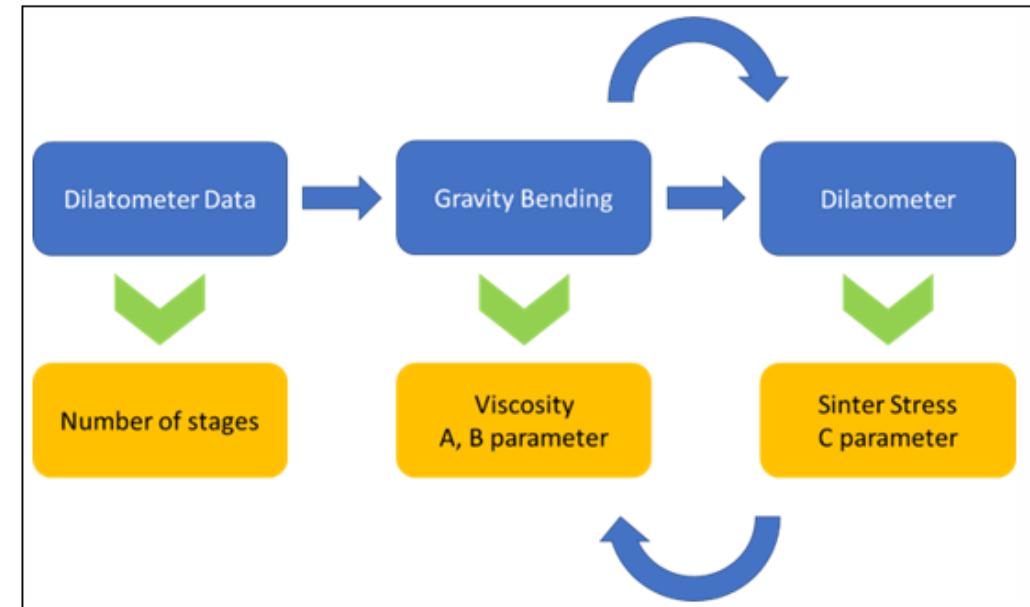 Dilatometer Data
Gravity Bending
Dilatometer
Number of stages
Viscosity
A, B parameter
Sinter Stress
C parameter